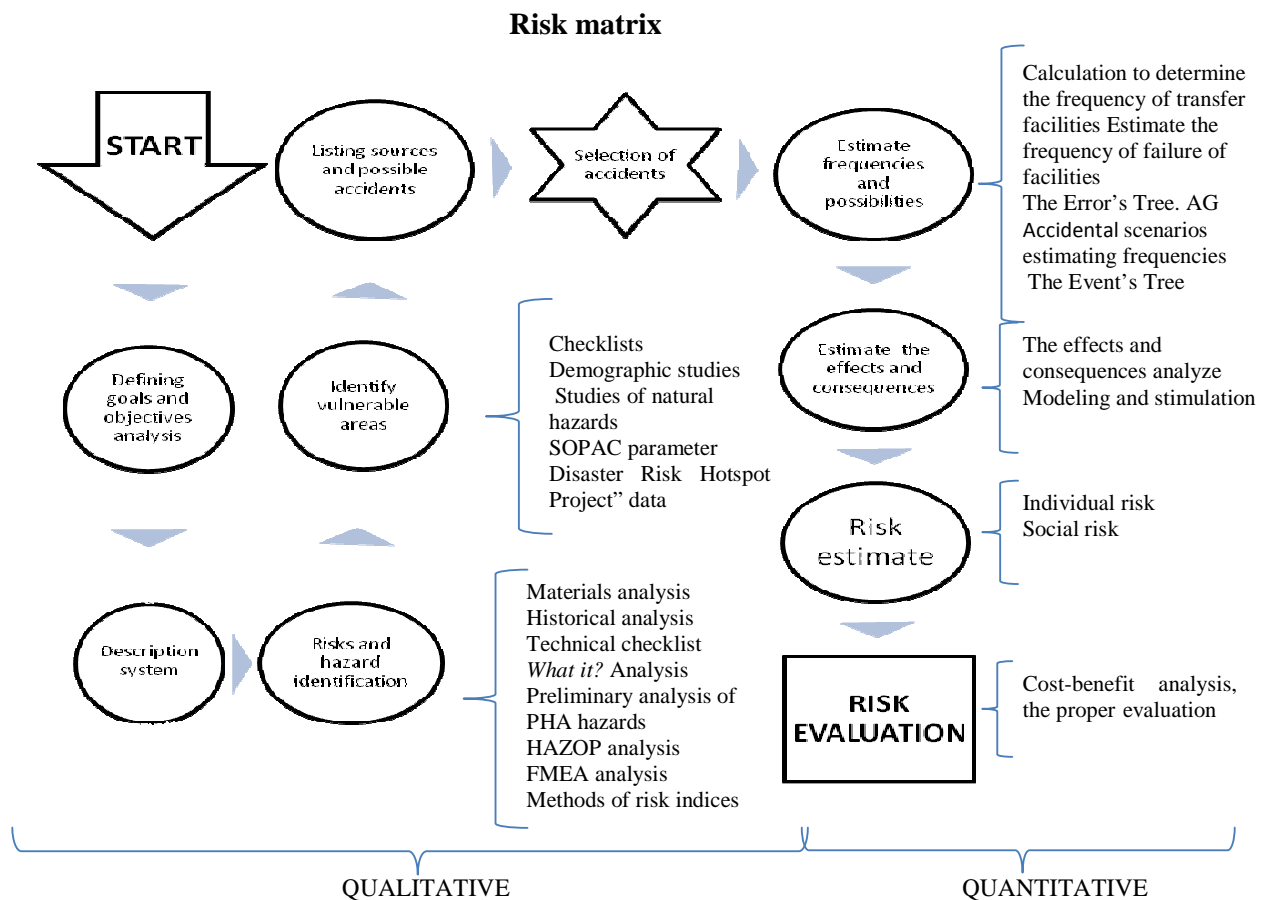 Risk matrix
START
Listing sources
and possible
accidents
Selection of
accidents
Estimate
frequencies
and
possibilities
Calculation to determine
the frequency of transfer
facilities Estimate the
frequency of failure of
facilities
The Error's Tree. AG
Accidental scenarios
estimating frequencies
The Event's Tree
Defining
goals and
objectives
analysis
Identify
vulnerable
areas
Checklists
Demographic studies
Studies of natural
hazards
SOPAC parameter
Disaster Risk Hotspot
Project" data
Estimate the
effects and
consequences
The effects and
consequences analyze
Modeling and stimulation
Risk
estimate
Individual risk
Social risk
Description
system
Risks and
hazard
identification
Materials analysis
Historical analysis
Technical checklist
What it? Analysis
Preliminary analysis of
PHA hazards
HAZOP analysis
FMEA analysis
Methods of risk indices
RISK
EVALUATION
Cost-benefit analysis,
the proper evaluation
QUALITATIVE
QUANTITATIVE